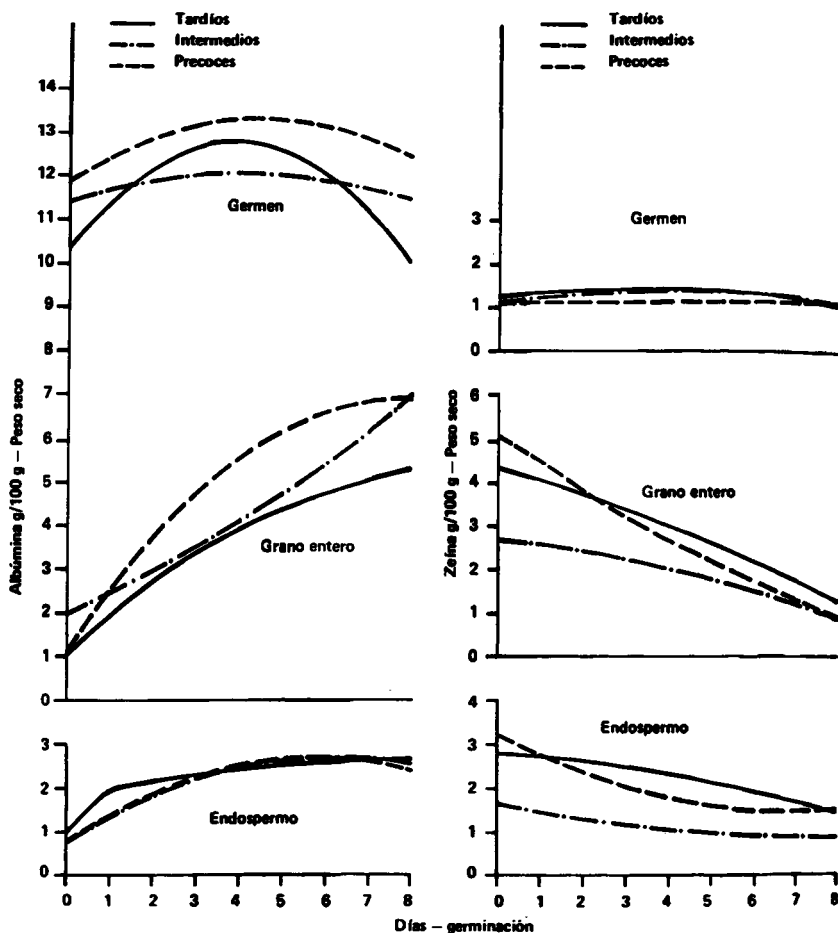 Tardíos
Intermedios
Precoces
14
13
12
11
10
9
8
7
6
5
4
3
2
1
0
Germen
Grano entero
Albúmina g/100 g — Peso seco
3
2
1
0
Endospermo
0 1 2 3 4 5 6 7 8
Tardíos
Intermedios
Precoces
3
2
1
0
Germen
6
5
4
3
2
1
0
Grano entero
Zeína g/100 g — Peso seco
4
3
2
1
0
Endospermo
0 1 2 3 4 5 6 7 8
Días — germinación